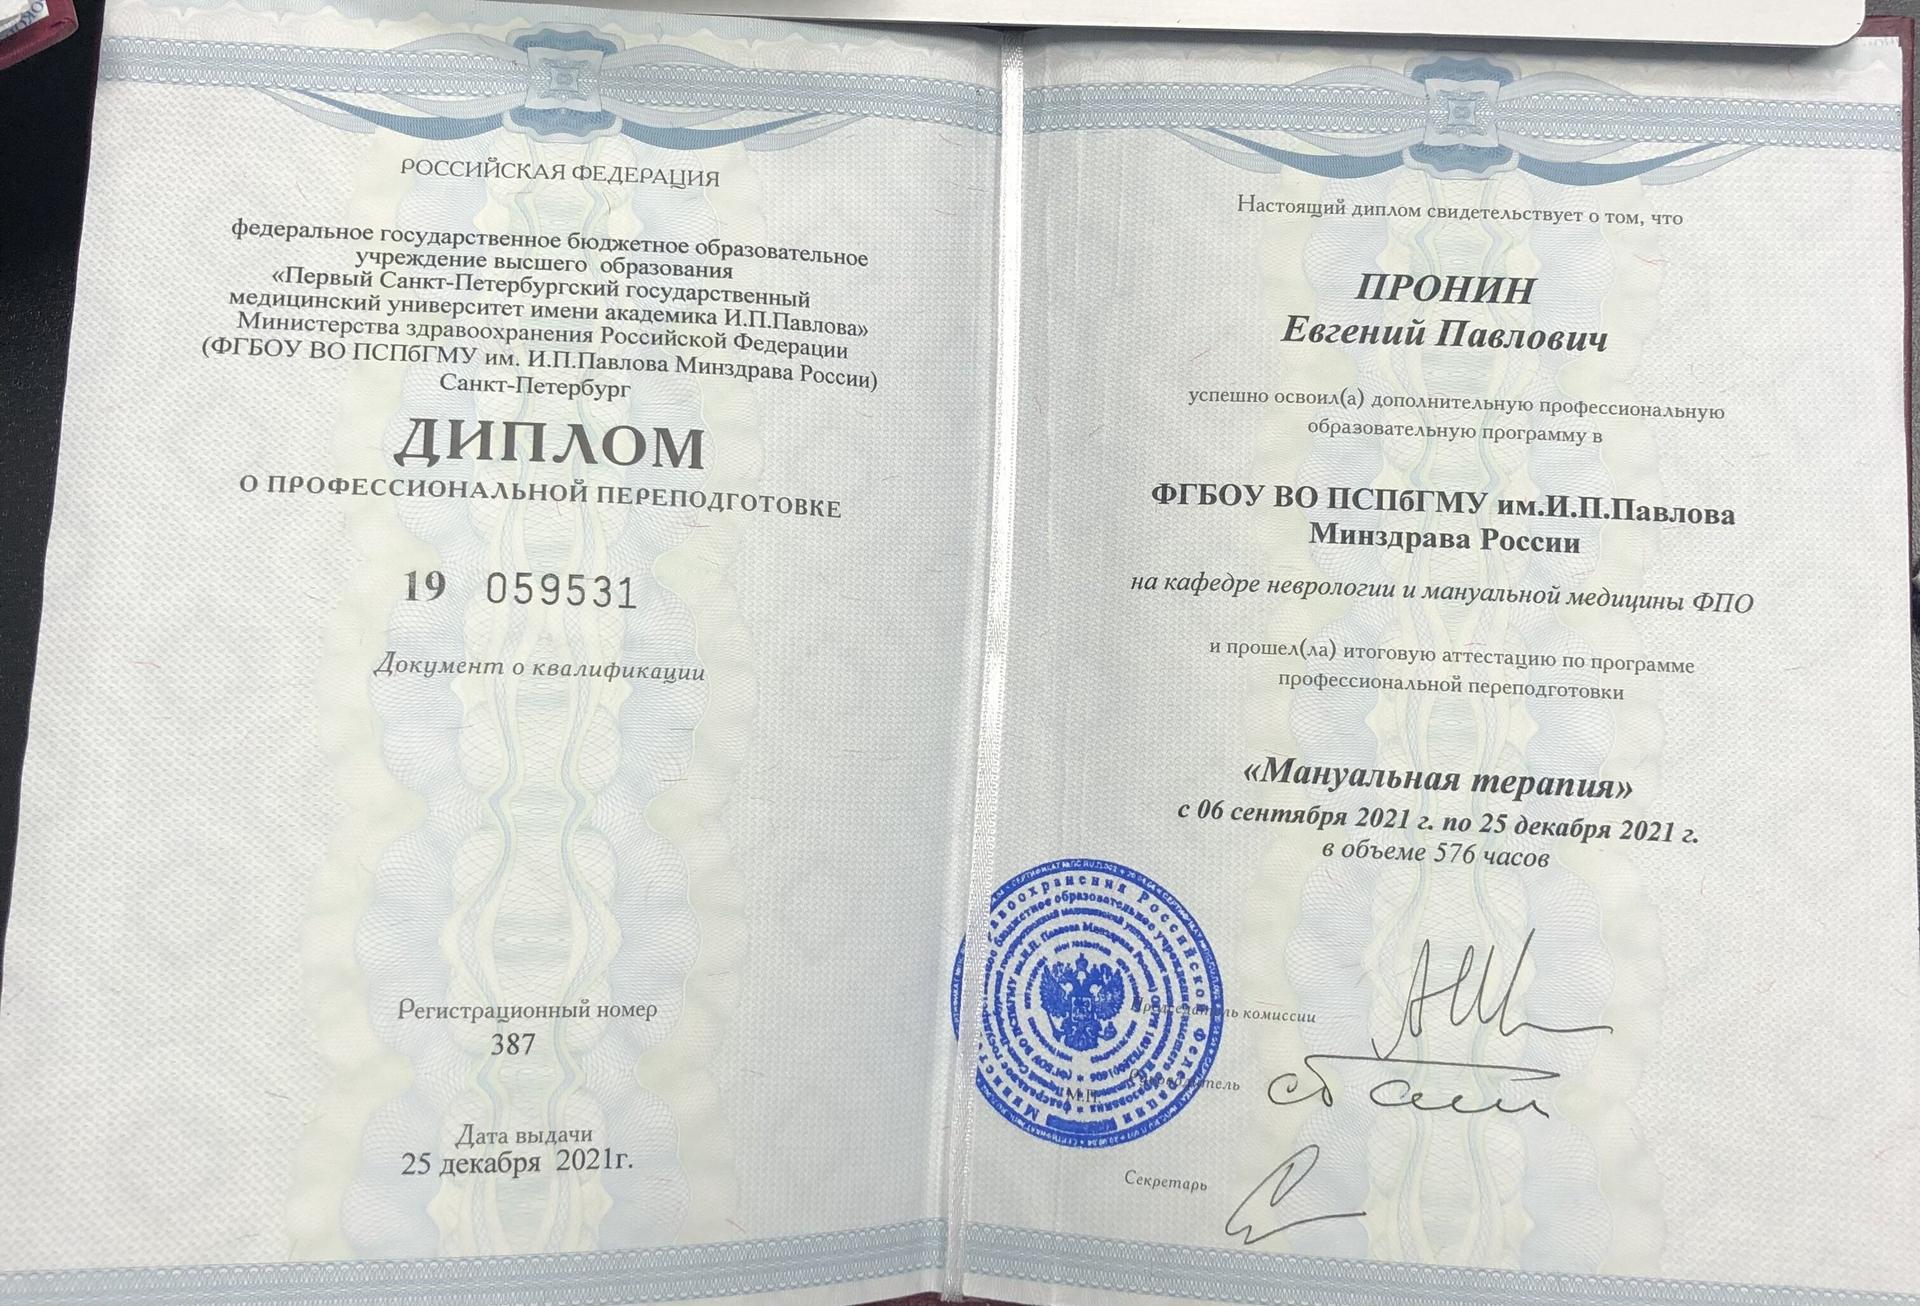 РОССИЙСКАЯ ФЕДЕРАЦИЯ
федеральное государственное бюджетное образовательное
учреждение высшего образования
«Первый Санкт-Петербургский государственный
медицинский университет имени академика И.П.Павлова»
Министерства здравоохранения Российской Федерации
(ФГБОУ ВО ПСПбГМУ им. И.П.Павлова Минздрава России)
Санкт-Петербург
ДИПЛОМ
О ПРОФЕССИОНАЛЬНОЙ ПЕРЕПОДГОТОВКЕ
19 059531
Документ о квалификации
Регистрационный номер
387
Дата выдачи
25 декабря 2021г.
Настоящий диплом свидетельствует о том, что
ПРОНИН
Евгений Павлович
успешно освоил(а) дополнительную профессиональную
образовательную программу в
ФГБОУ ВО ПСПбГМУ им.И.П.Павлова
Минздрава России
на кафедре неврологии и мануальной медицины ФПО
и прошел(ла) итоговую аттестацию по программе
профессиональной переподготовки
«Мануальная терапия»
с 06 сентября 2021 г. по 25 декабря 2021 г.
в объеме 576 часов
Председатель комиссии
Руководитель
М.П.
Секретарь